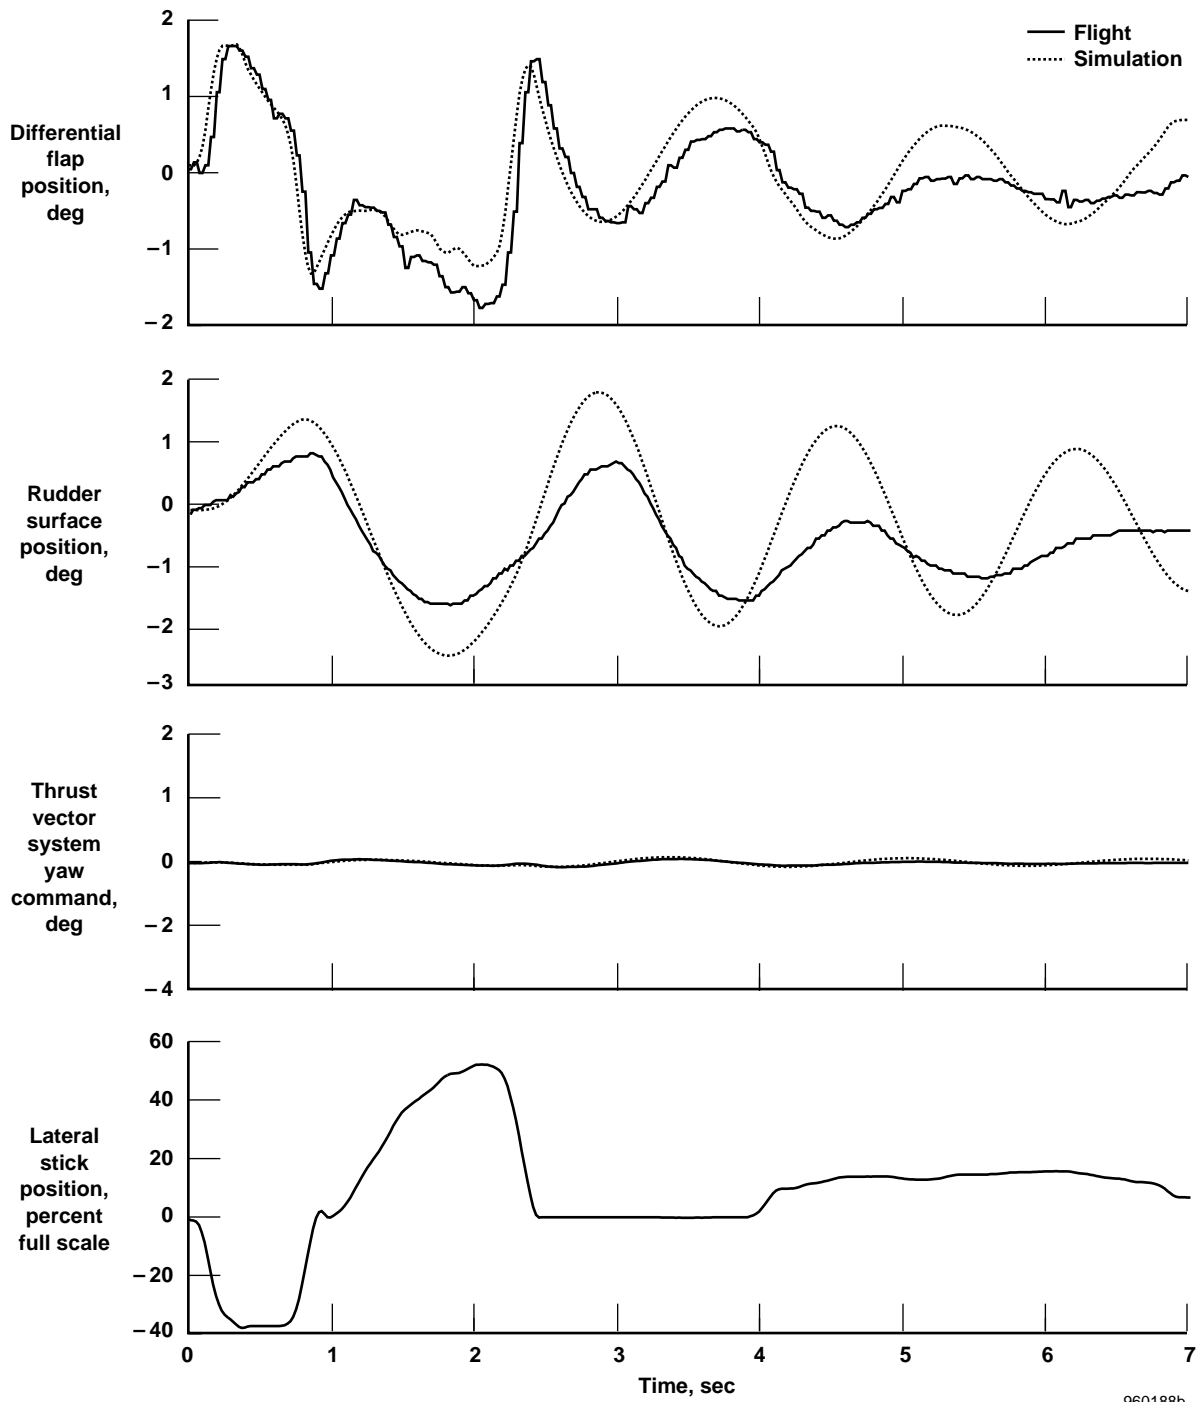 Flight
Simulation
2
1
0
–1
–2
Differential
flap
position,
deg
2
1
0
–1
–2
–3
Rudder
surface
position,
deg
2
1
0
–2
–4
Thrust
vector
system
yaw
command,
deg
60
40
20
0
–20
–40
Lateral
stick
position,
percent
full scale
0 1 2 3 4 5 6 7
Time, sec
960188b